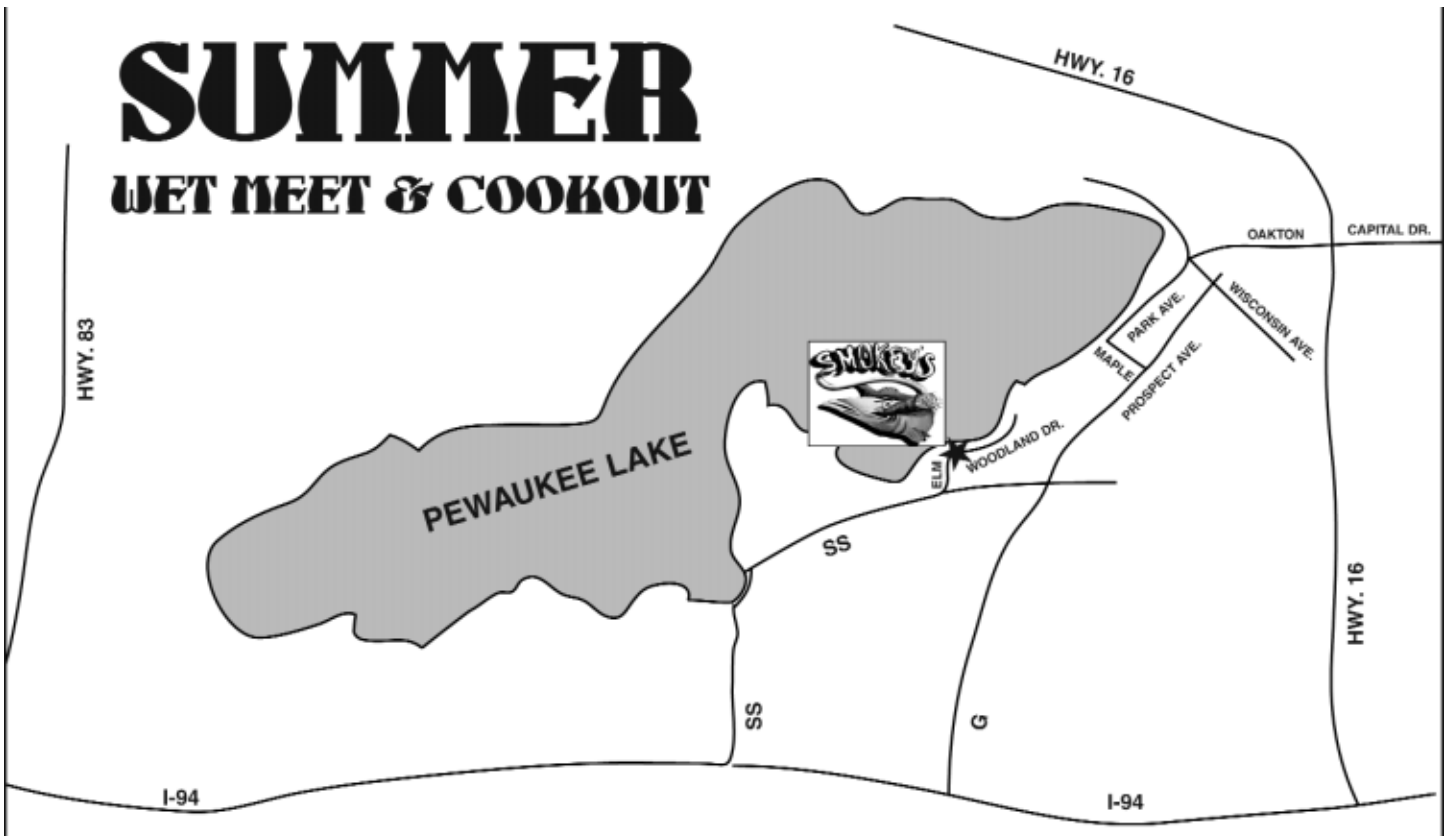 SUMMER
WET MEET & COOKOUT
HWY. 16
HWY. 83
OAKTON
CAPITAL DR.
WISCONSIN AVE.
PARK AVE.
MAPLE
PROSPECT AVE.
SMOKEY'S
PEWAUKEE LAKE
WOODLAND DR.
ELM
SS
HWY. 16
SS
G
I-94
I-94